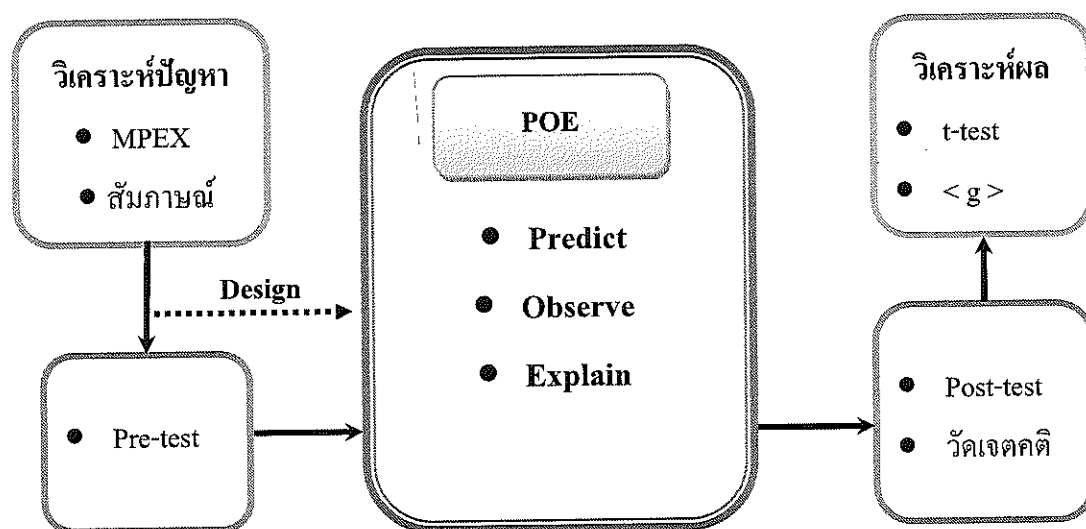 วิเคราะห์ปัญหา
● MPEX
● สัมภาษณ์
Design
● Pre-test
POE
● Predict
● Observe
● Explain
วิเคราะห์ผล
● t-test
● < g >
● Post-test
● วัดเจตคติ